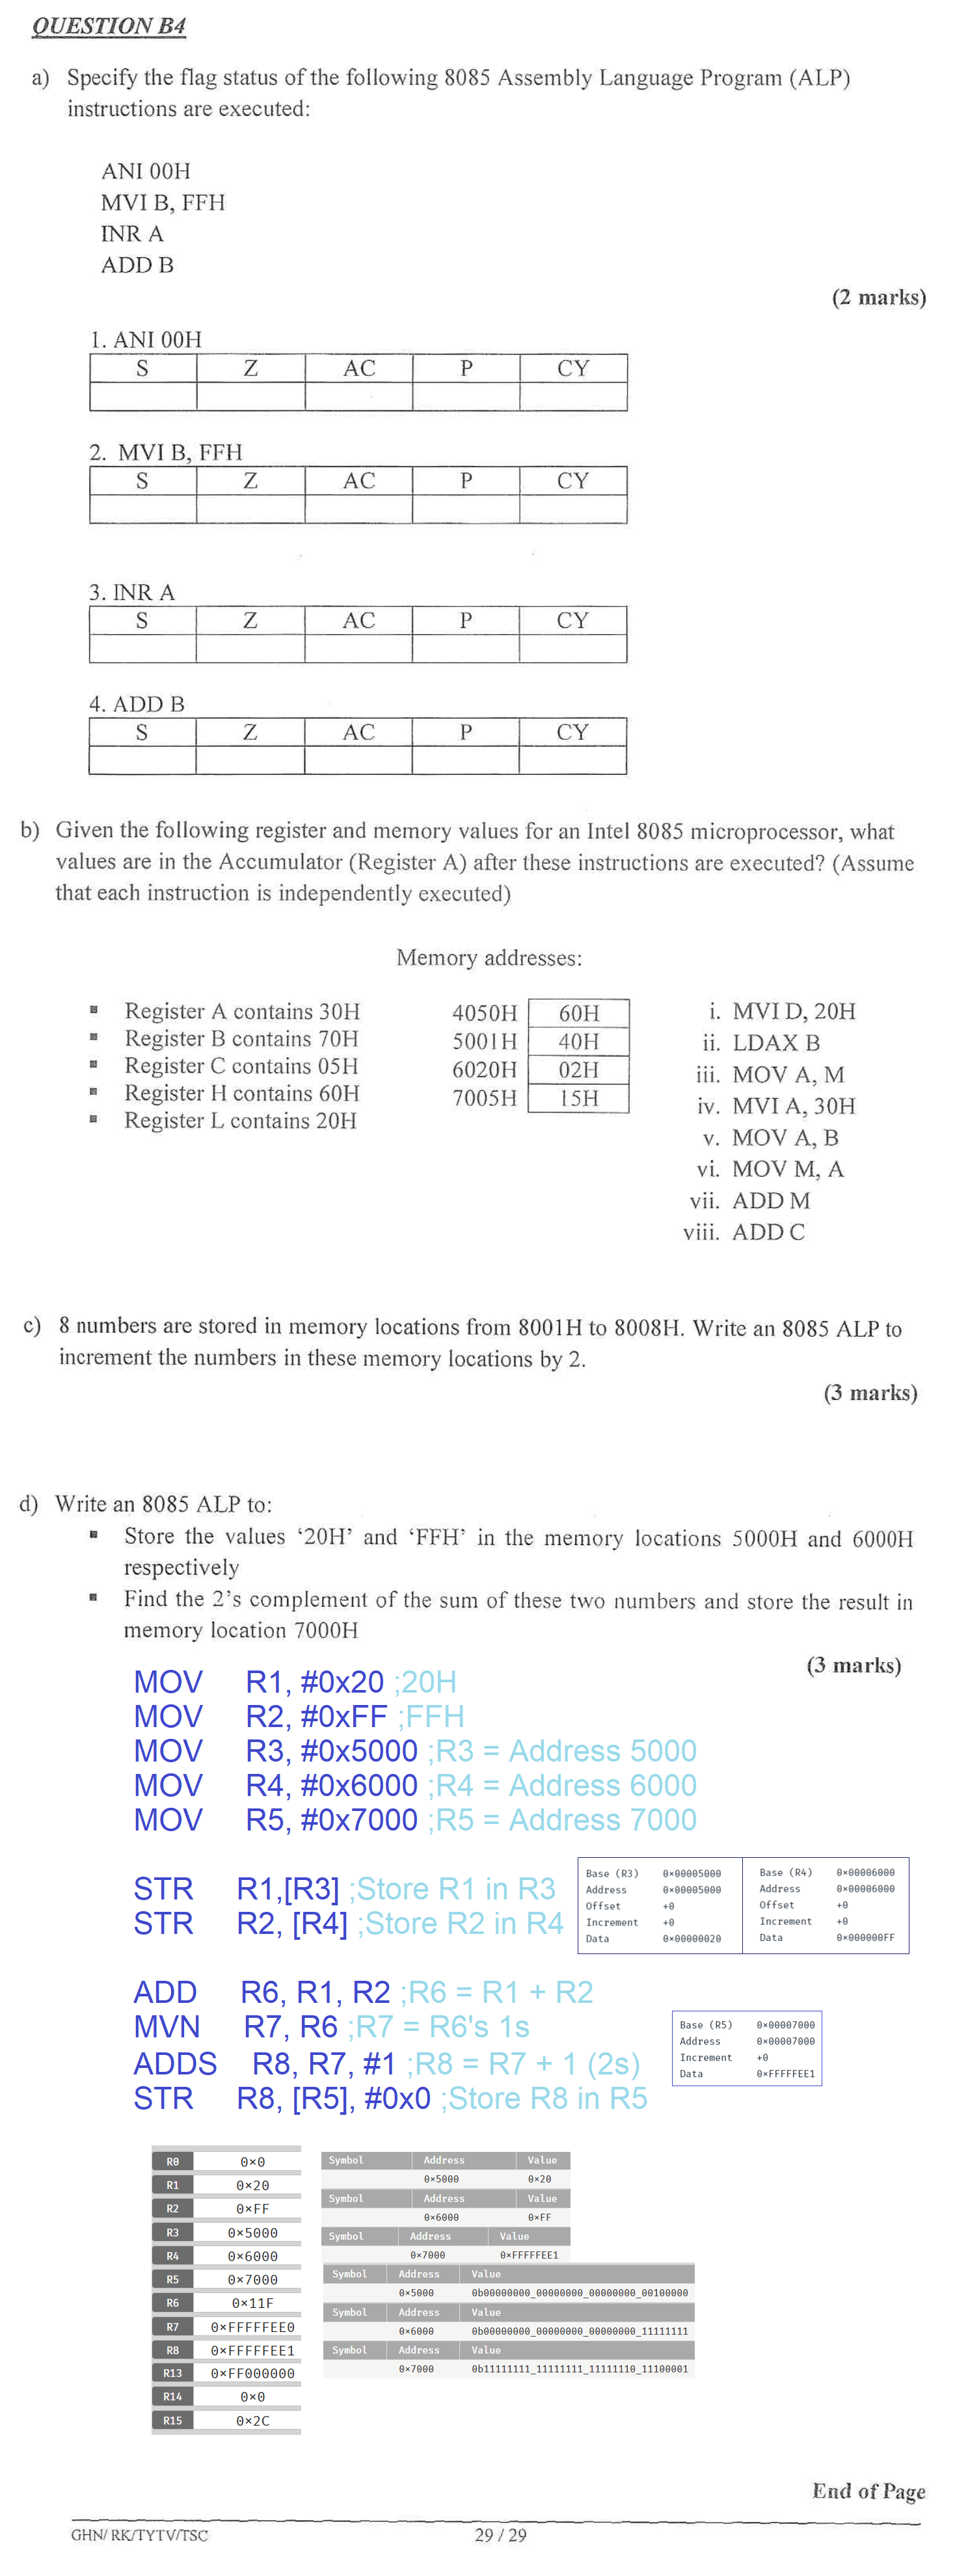 QUESTION B4
a) Specify the flag status of the following 8085 Assembly Language Program (ALP)
instructions are executed:
ANI 00H
MVI B, FFH
INR A
ADD B
(2 marks)
1. ANI 00H
S Z AC P CY
2. MVI B, FFH
S Z AC P CY
3. INR A
S Z AC P CY
4. ADD B
S Z AC P CY
b) Given the following register and memory values for an Intel 8085 microprocessor, what
values are in the Accumulator (Register A) after these instructions are executed? (Assume
that each instruction is independently executed)
Memory addresses:
▪ Register A contains 30H
▪ Register B contains 70H
▪ Register C contains 05H
▪ Register H contains 60H
▪ Register L contains 20H
4050H 60H
5001H 40H
6020H 02H
7005H 15H
i. MVI D, 20H
ii. LDAX B
iii. MOV A, M
iv. MVI A, 30H
v. MOV A, B
vi. MOV M, A
vii. ADD M
viii. ADD C
c) 8 numbers are stored in memory locations from 8001H to 8008H. Write an 8085 ALP to
increment the numbers in these memory locations by 2.
(3 marks)
d) Write an 8085 ALP to:
▪ Store the values ‘20H’ and ‘FFH’ in the memory locations 5000H and 6000H
respectively
▪ Find the 2’s complement of the sum of these two numbers and store the result in
memory location 7000H
(3 marks)
MOV R1, #0x20 ;20H
MOV R2, #0xFF ;FFH
MOV R3, #0x5000 ;R3 = Address 5000
MOV R4, #0x6000 ;R4 = Address 6000
MOV R5, #0x7000 ;R5 = Address 7000
STR R1,[R3] ;Store R1 in R3
STR R2, [R4] ;Store R2 in R4
Base (R3) 0×00005000
Address 0×00005000
Offset +0
Increment +0
Data 0×00000020
Base (R4) 0×00006000
Address 0×00006000
Offset +0
Increment +0
Data 0×000000FF
ADD R6, R1, R2 ;R6 = R1 + R2
MVN R7, R6 ;R7 = R6's 1s
ADDS R8, R7, #1 ;R8 = R7 + 1 (2s)
STR R8, [R5], #0x0 ;Store R8 in R5
Base (R5) 0×00007000
Address 0×00007000
Increment +0
Data 0×FFFFFEE1
R0 0×0
R1 0×20
R2 0×FF
R3 0×5000
R4 0×6000
R5 0×7000
R6 0×11F
R7 0×FFFFFEE0
R8 0×FFFFFEE1
R13 0×FF000000
R14 0×0
R15 0×2C
Symbol Address Value
0×5000 0×20
Symbol Address Value
0×6000 0×FF
Symbol Address Value
0×7000 0×FFFFFEE1
Symbol Address Value
0×5000 0b00000000_00000000_00000000_00100000
Symbol Address Value
0×6000 0b00000000_00000000_00000000_11111111
Symbol Address Value
0×7000 0b11111111_11111111_11111110_11100001
End of Page
GHN/ RK/TYTV/TSC 29 / 29